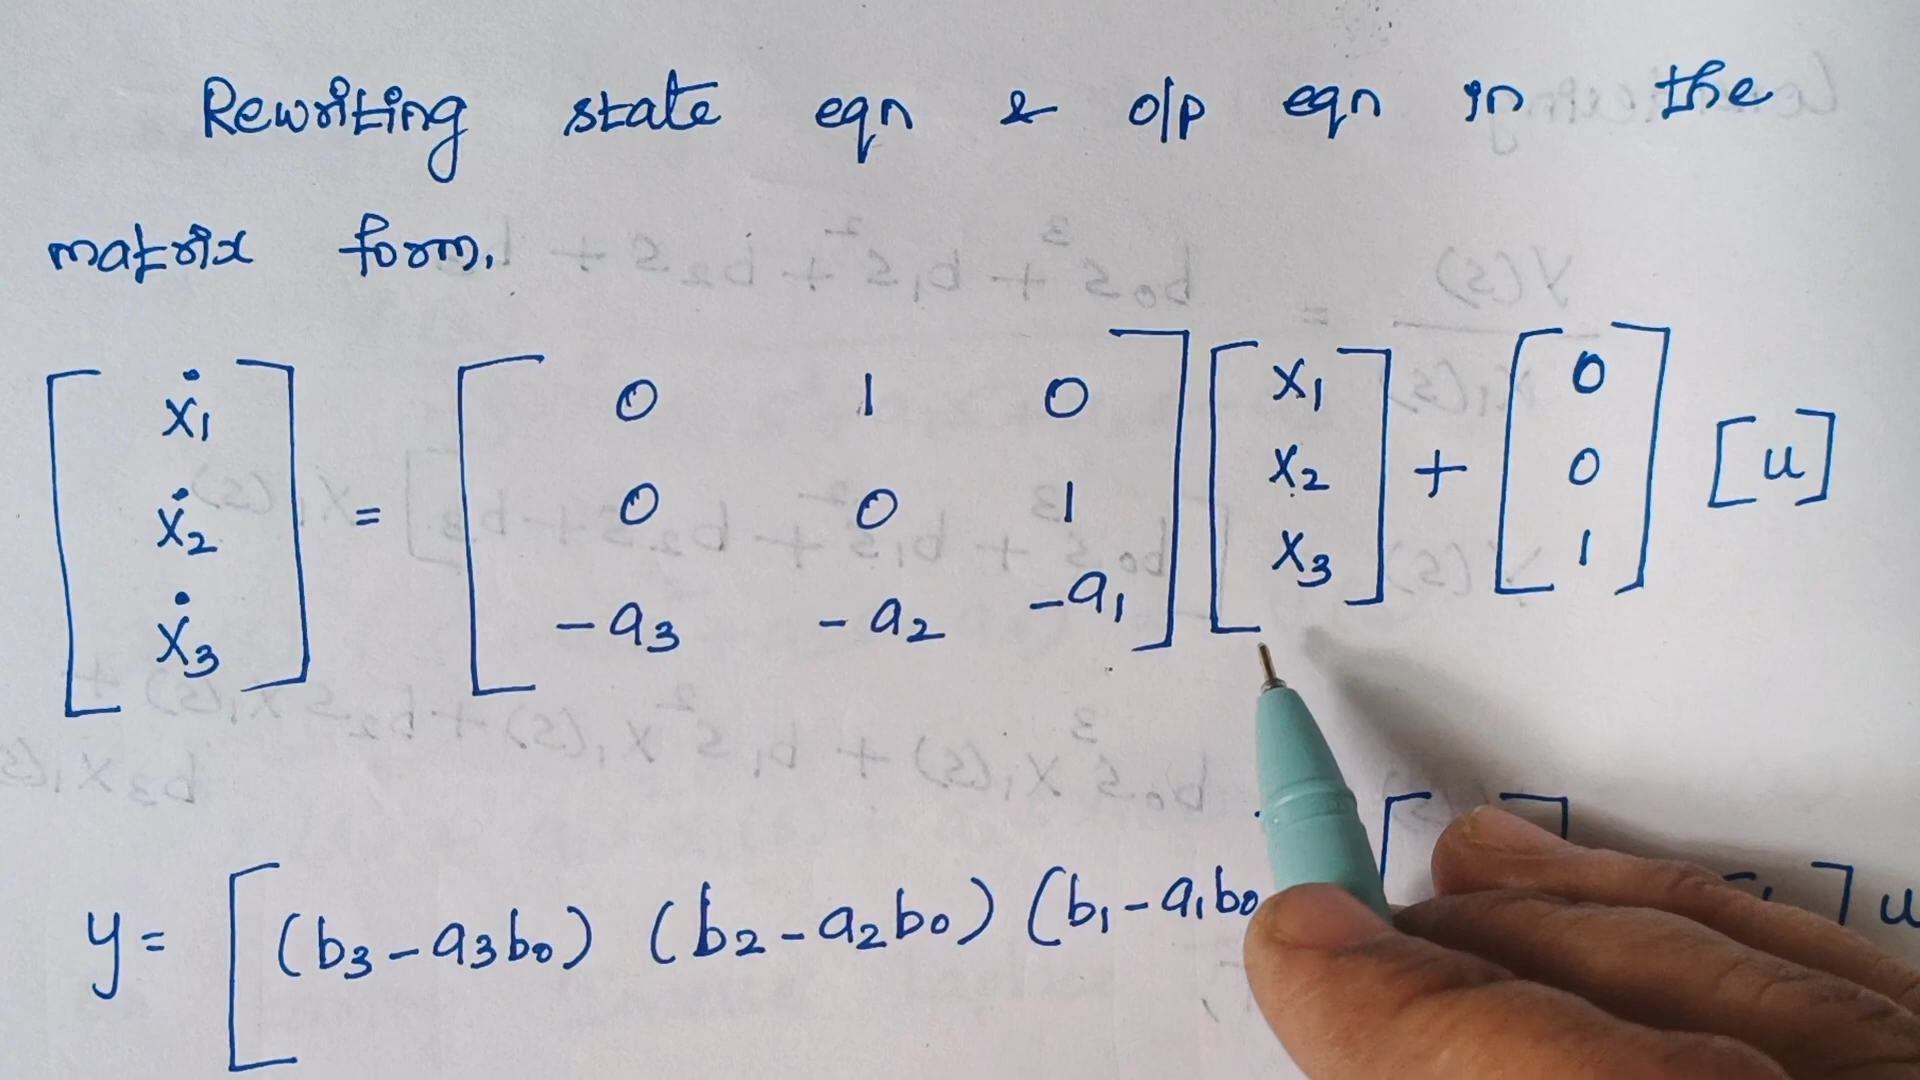 Rewriting state eqn & o/p eqn in the
matrix form.
[ẋ1 ẋ2 ẋ3] = [0 1 0 0 0 1 -a3 -a2 -a1] [x1 x2 x3] + [0 0 1] [u]
y = [(b3-a3b0) (b2-a2b0) (b1-a1b0 [ ] ] u